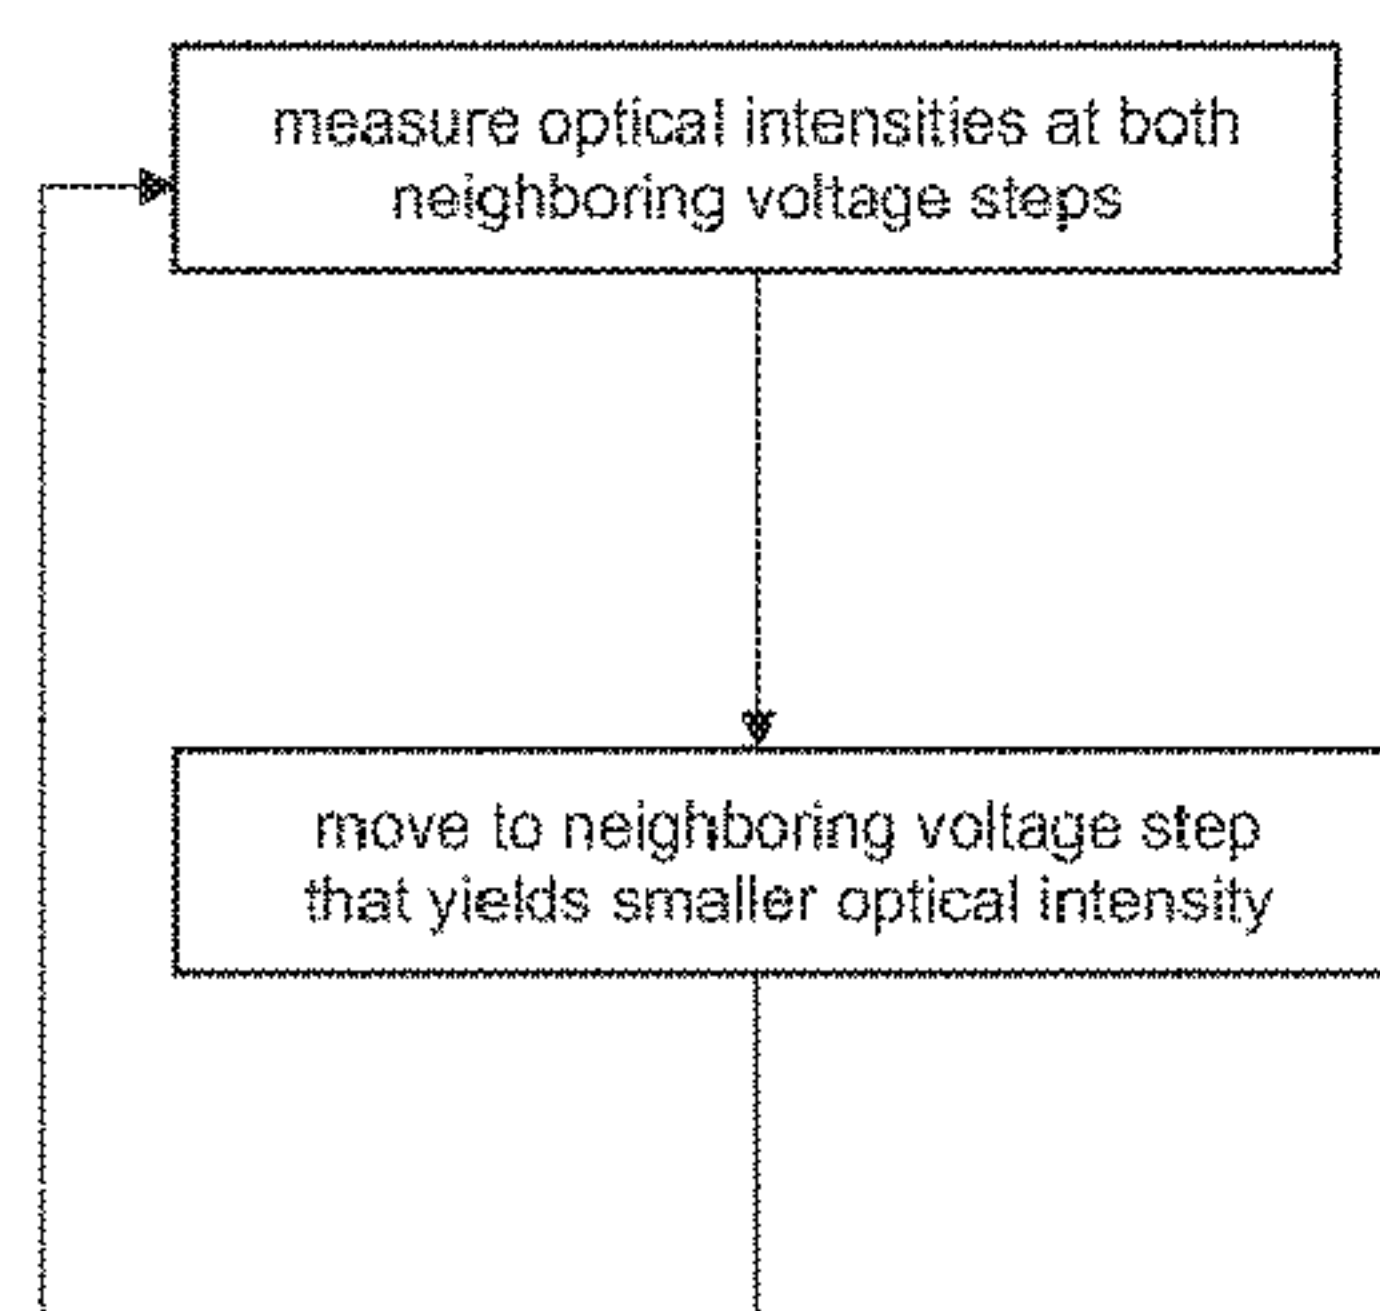 measure optical intensities at both
neighboring voltage steps
move to neighboring voltage step
that yields smaller optical intensity